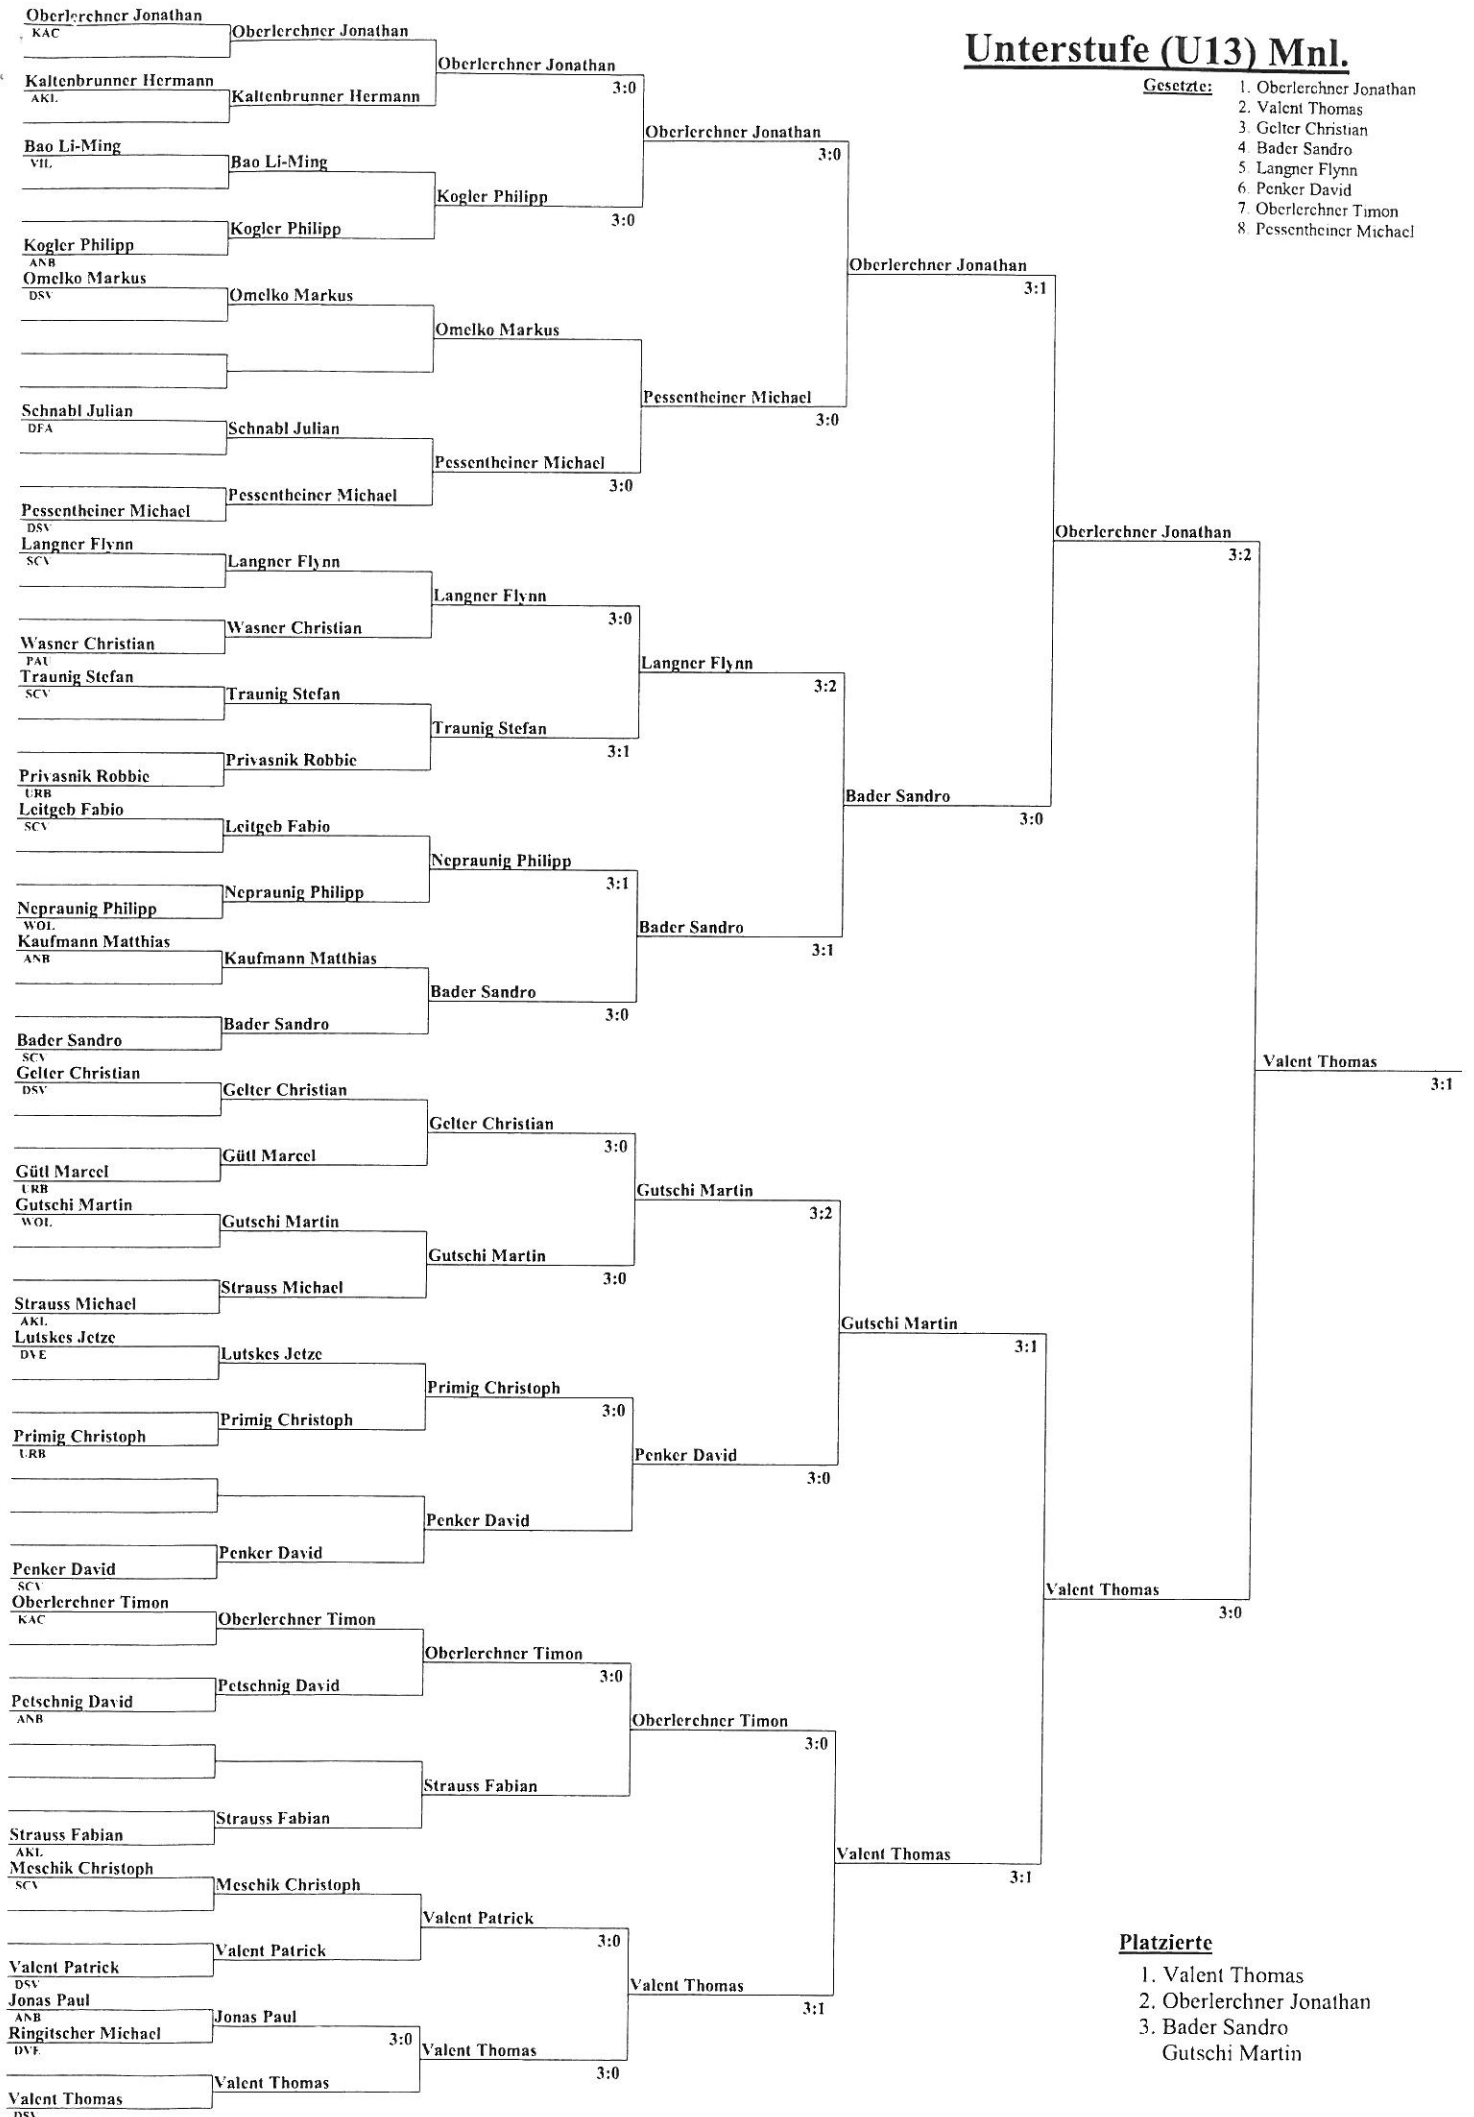 Unterstufe (U13) Mnl.
Gesetzte:
1. Oberlerchner Jonathan
2. Valent Thomas
3. Gelter Christian
4. Bader Sandro
5. Langner Flynn
6. Penker David
7. Oberlerchner Timon
8. Pessentheiner Michael
Oberlerchner Jonathan
KAC
Kaltenbrunner Hermann
AKL
Bao Li-Ming
VIL
Kogler Philipp
ANB
Omelko Markus
DSV
Schnabl Julian
DFA
Pessentheiner Michael
DSV
Langner Flynn
SCV
Wasner Christian
PAU
Traunig Stefan
SCV
Privasnik Robbie
URB
Leitgeb Fabio
SCV
Nepraunig Philipp
WOL
Kaufmann Matthias
ANB
Bader Sandro
SCV
Gelter Christian
DSV
Gütl Marcel
URB
Gutschi Martin
WOL
Strauss Michael
AKL
Lutskes Jetze
DVE
Primig Christoph
URB
Penker David
SCV
Oberlerchner Timon
KAC
Petschnig David
ANB
Strauss Fabian
AKL
Meschik Christoph
SCV
Valent Patrick
DSV
Jonas Paul
ANB
Ringitscher Michael
DVE
Valent Thomas
DSV
Oberlerchner Jonathan
Kaltenbrunner Hermann
Bao Li-Ming
Kogler Philipp
Omelko Markus
Schnabl Julian
Pessentheiner Michael
Langner Flynn
Wasner Christian
Traunig Stefan
Privasnik Robbie
Leitgeb Fabio
Nepraunig Philipp
Kaufmann Matthias
Bader Sandro
Gelter Christian
Gütl Marcel
Gutschi Martin
Strauss Michael
Lutskes Jetze
Primig Christoph
Penker David
Oberlerchner Timon
Petschnig David
Strauss Fabian
Meschik Christoph
Valent Patrick
Jonas Paul
3:0
Valent Thomas
Oberlerchner Jonathan
3:0
Kogler Philipp
3:0
Omelko Markus
Pessentheiner Michael
3:0
Langner Flynn
3:0
Traunig Stefan
3:1
Nepraunig Philipp
3:1
Bader Sandro
3:0
Gelter Christian
3:0
Gutschi Martin
3:0
Primig Christoph
3:0
Penker David
Oberlerchner Timon
3:0
Strauss Fabian
Valent Patrick
3:0
Valent Thomas
3:0
Oberlerchner Jonathan
3:0
Pessentheiner Michael
3:0
Langner Flynn
3:2
Bader Sandro
3:1
Gutschi Martin
3:2
Penker David
3:0
Oberlerchner Timon
3:0
Valent Thomas
3:1
Oberlerchner Jonathan
3:1
Bader Sandro
3:0
Gutschi Martin
3:1
Valent Thomas
3:1
Oberlerchner Jonathan
3:2
Valent Thomas
3:0
Valent Thomas
3:1
Platzierte
1. Valent Thomas
2. Oberlerchner Jonathan
3. Bader Sandro
Gutschi Martin